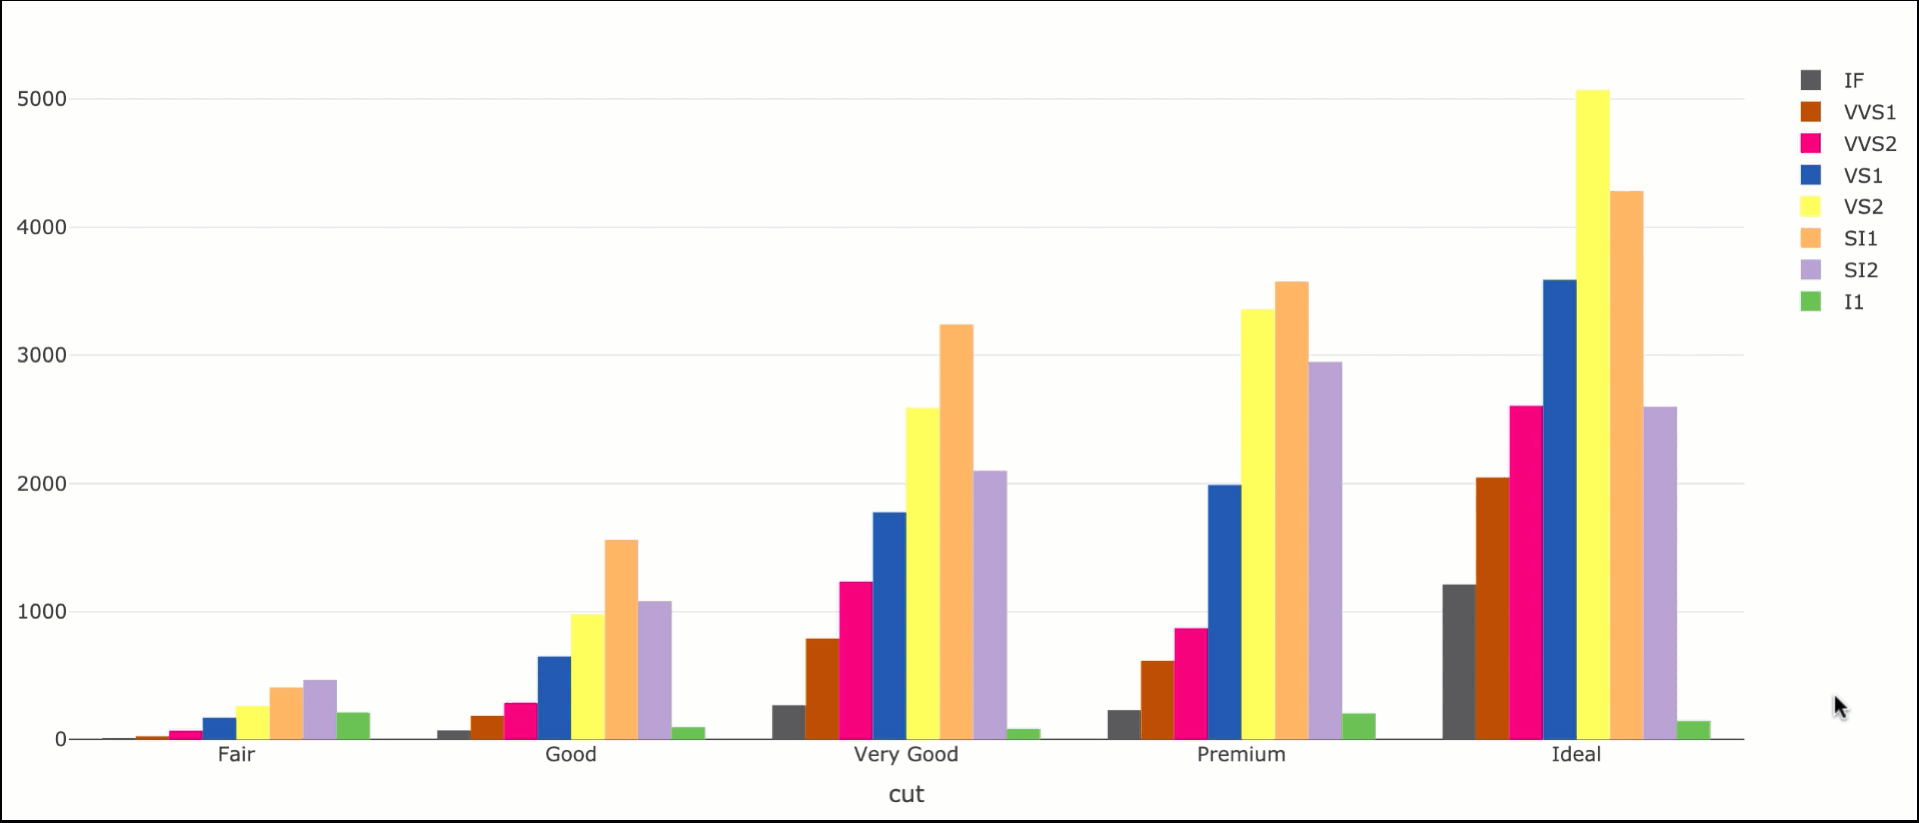 5000
4000
3000
2000
1000
0
Fair Good Very Good Premium Ideal
cut
IF
VVS1
VVS2
VS1
VS2
SI1
SI2
I1